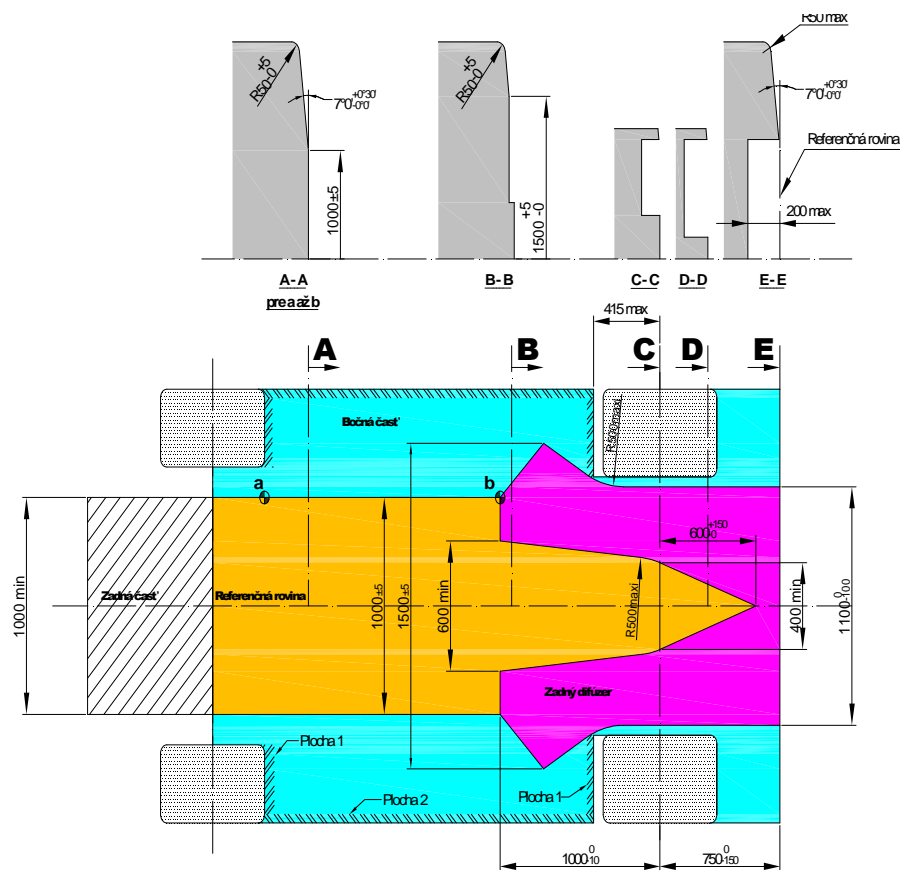 R50 max
R50 +5 -0
7°0' +0°30' -0°0'
1000±5
R50 +5 -0
1500 +5 -0
7°0' +0°30' -0°0'
Referenčná rovina
200 max
A-A
pre a až b
B-B
C-C
D-D
E-E
415 max
A
B
C
D
E
Bočná časť
R500 maxi
a
b
600 +150 -0
1000 min
Zadná časť
Referenčná rovina
1000±5
1500±5
600 min
R500 maxi
400 min
1100 0 -100
Zadný difúzer
Plocha 1
Plocha 2
Plocha 1
1000 0 -10
750 0 -150